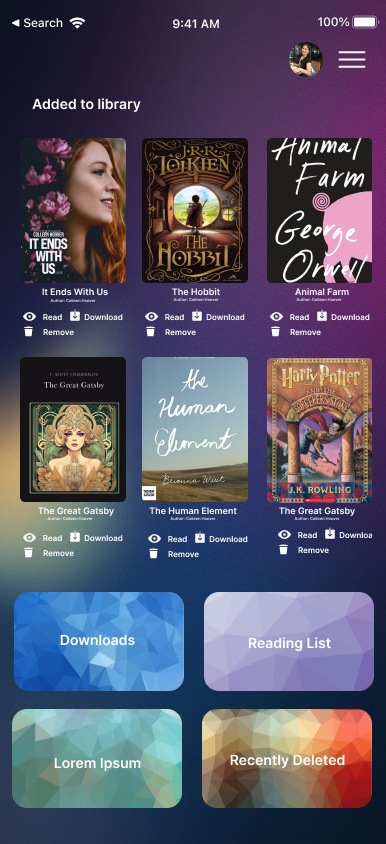 ◀ Search
9:41 AM
100%
Added to library
COLLEEN HOOVER
IT ENDS
WITH
US
J·R·R·
TOLKIEN
THE
HOBBIT
Animal
Farm
George
Orwell
It Ends With Us
Author: Colleen Hoover
The Hobbit
Author: Colleen Hoover
Animal Farm
Author: Colleen Hoover
Read
Download
Remove
Read
Download
Remove
Read
Download
Remove
F. SCOTT FITZGERALD'S
The Great Gatsby
the
Human
Element
Brianna Wiest
THOUGHT
CATALOG
Harry Potter
AND THE
SORCERER'S STONE
J.K. ROWLING
The Great Gatsby
Author: Colleen Hoover
The Human Element
Author: Colleen Hoover
The Great Gatsby
Author: Colleen Hoover
Read
Download
Remove
Read
Download
Remove
Read
Downloa
Remove
Downloads
Reading List
Lorem Ipsum
Recently Deleted